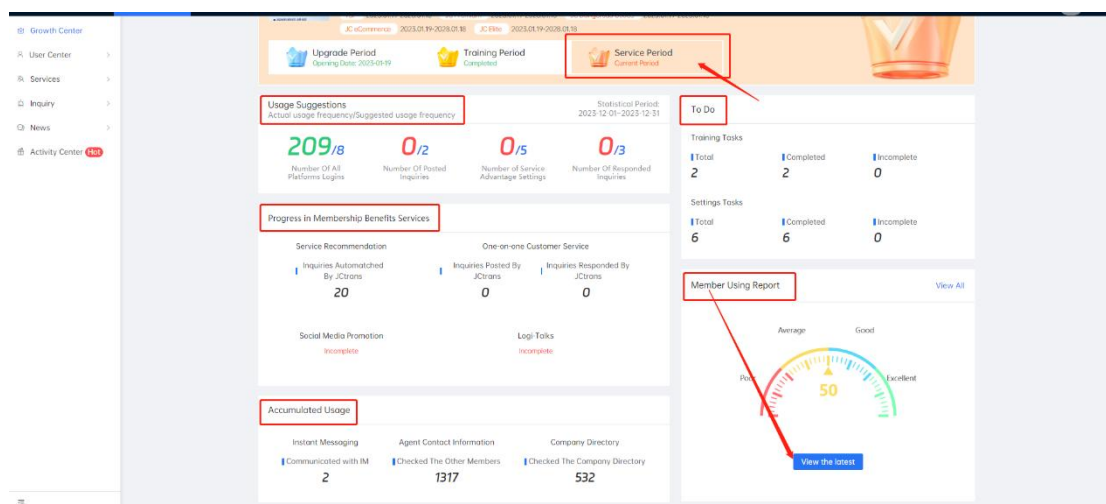 Growth Center
User Center
Services
Inquiry
News
Activity Center Hot
JC eCommerce 2023.01.19-2028.01.18 JC Elite 2023.01.19-2028.01.18
Upgrade Period
Opening Date: 2023-01-19
Training Period
Completed
Service Period
Current Period
Usage Suggestions
Actual usage frequency/Suggested usage frequency
Statistical Period:
2023-12-01~2023-12-31
209/8
Number Of All
Platforms Logins
0/2
Number Of Posted
Inquiries
0/5
Number of Service
Advantage Settings
0/3
Number Of Responded
Inquiries
To Do
Training Tasks
Total
Completed
Incomplete
2
2
0
Settings Tasks
Total
Completed
Incomplete
6
6
0
Progress in Membership Benefits Services
Service Recommendation
Inquiries Automatched
By JCtrans
20
One-on-one Customer Service
Inquiries Posted By
JCtrans
0
Inquiries Responded By
JCtrans
0
Social Media Promotion
Incomplete
Logi-Talks
Incomplete
Member Using Report
View All
Average
Good
Poor
Excellent
50
View the latest
Accumulated Usage
Instant Messaging
Communicated with IM
2
Agent Contact Information
Checked The Other Members
1317
Company Directory
Checked The Company Directory
532